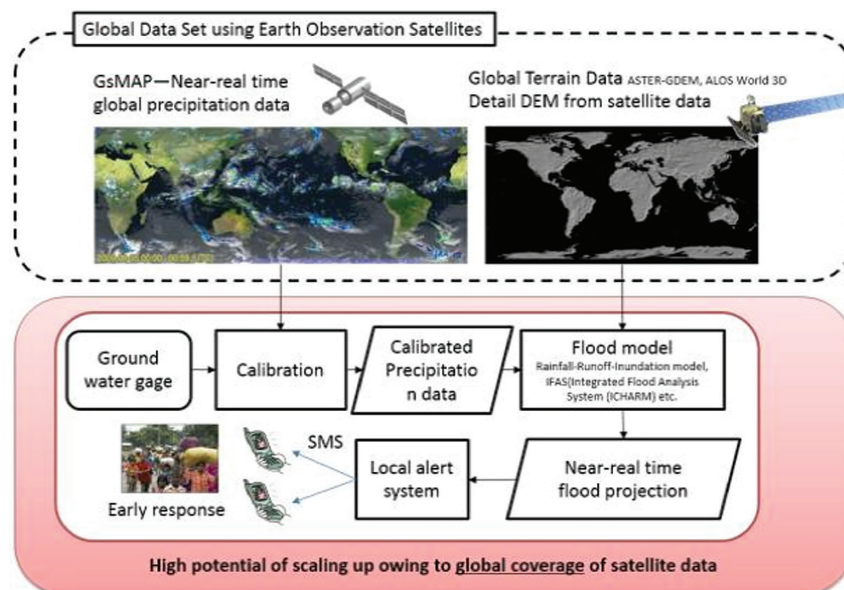 Global Data Set using Earth Observation Satellites
GsMAP—Near-real time
global precipitation data
Global Terrain Data ASTER-GDEM, ALOS World 3D
Detail DEM from satellite data
Ground
water gage
Calibration
Calibrated
Precipitatio
n data
Flood model
Rainfall-Runoff-Inundation model,
IFAS(Integrated Flood Analysis
System (ICHARM) etc.
SMS
Early response
Local alert
system
Near-real time
flood projection
High potential of scaling up owing to global coverage of satellite data